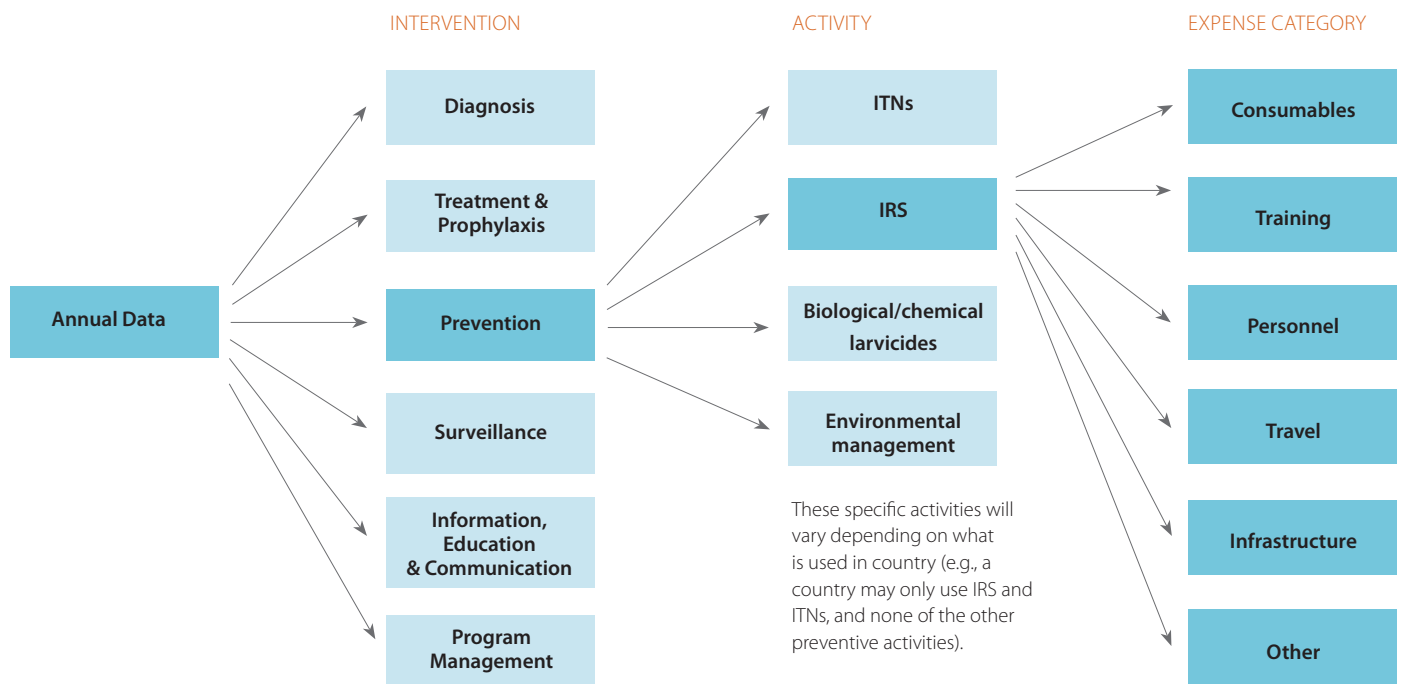 INTERVENTION
ACTIVITY
EXPENSE CATEGORY
Annual Data
Diagnosis
Treatment &
Prophylaxis
Prevention
Surveillance
Information,
Education
& Communication
Program
Management
ITNs
IRS
Biological/chemical
larvicides
Environmental
management
These specific activities will
vary depending on what
is used in country (e.g., a
country may only use IRS and
ITNs, and none of the other
preventive activities).
Consumables
Training
Personnel
Travel
Infrastructure
Other